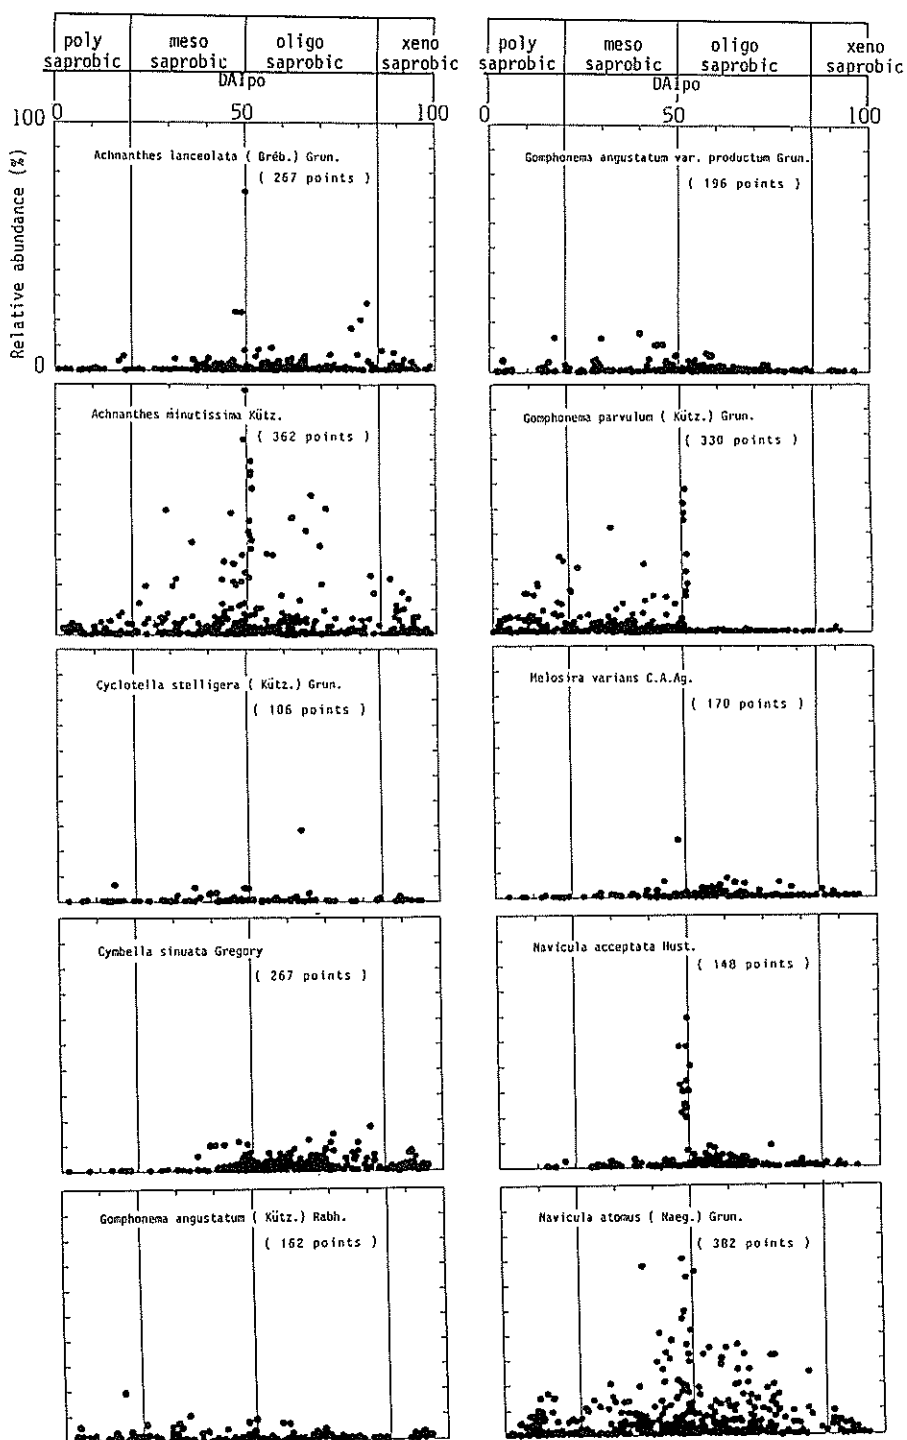 poly meso oligo xeno
saprobic saprobic saprobic saprobic
DAIpo
0 50 100
100
Relative abundance (%)
0
Achnanthes lanceolata ( Bréb.) Grun.
( 267 points )
Achnanthes minutissima Kütz.
( 362 points )
Cyclotella stelligera ( Kütz.) Grun.
( 106 points )
Cymbella sinuata Gregory
( 267 points )
Gomphonema angustatum ( Kütz.) Rabh.
( 162 points )
poly meso oligo xeno
saprobic saprobic saprobic saprobic
DAIpo
0 50 100
Gomphonema angustatum var. productum Grun.
( 196 points )
Gomphonema parvulum ( Kütz.) Grun.
( 330 points )
Melosira varians C.A.Ag.
( 170 points )
Navicula acceptata Hust.
( 148 points )
Navicula atomus ( Naeg.) Grun.
( 382 points )